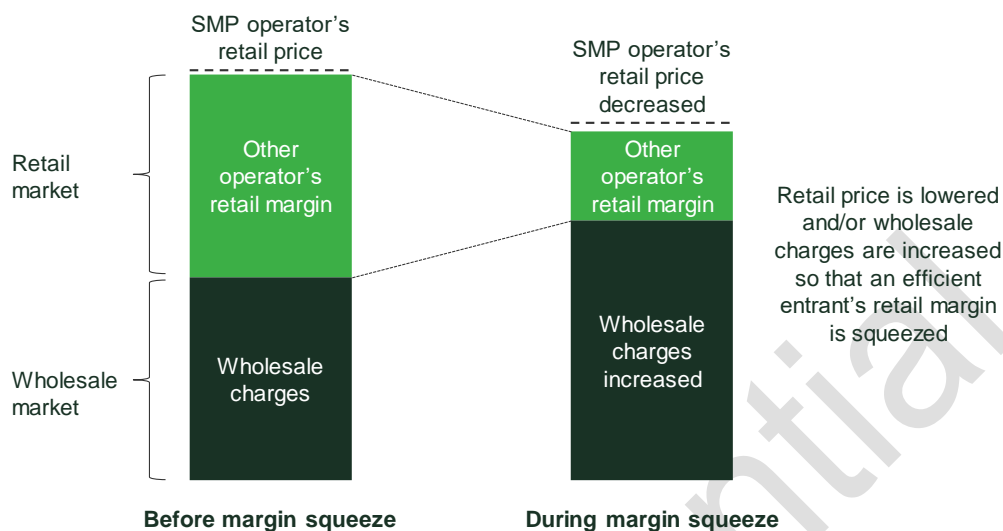 SMP operator's
retail price
SMP operator's
retail price
decreased
Retail
market
Other
operator's
retail margin
Other
operator's
retail margin
Retail price is lowered
and/or wholesale
charges are increased
so that an efficient
entrant's retail margin
is squeezed
Wholesale
market
Wholesale
charges
Wholesale
charges
increased
Before margin squeeze
During margin squeeze
ntial